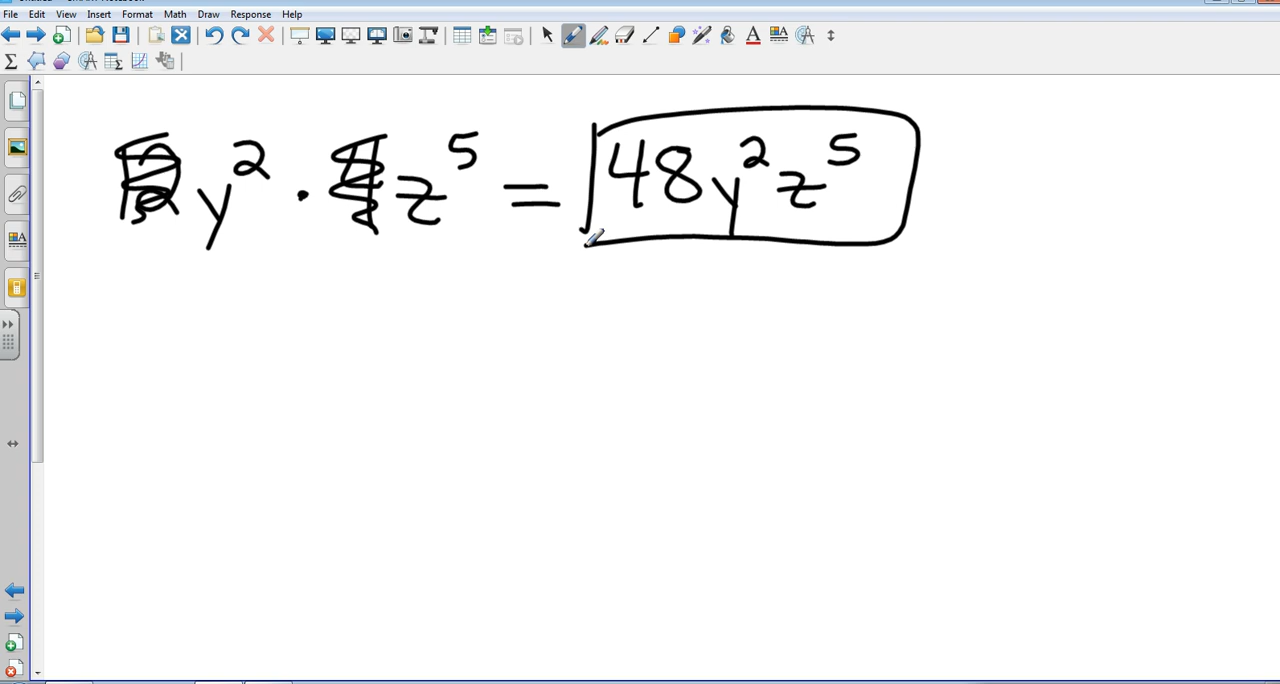 File Edit View Insert Format Math Draw Response Help
y² · z⁵ = 48y²z⁵